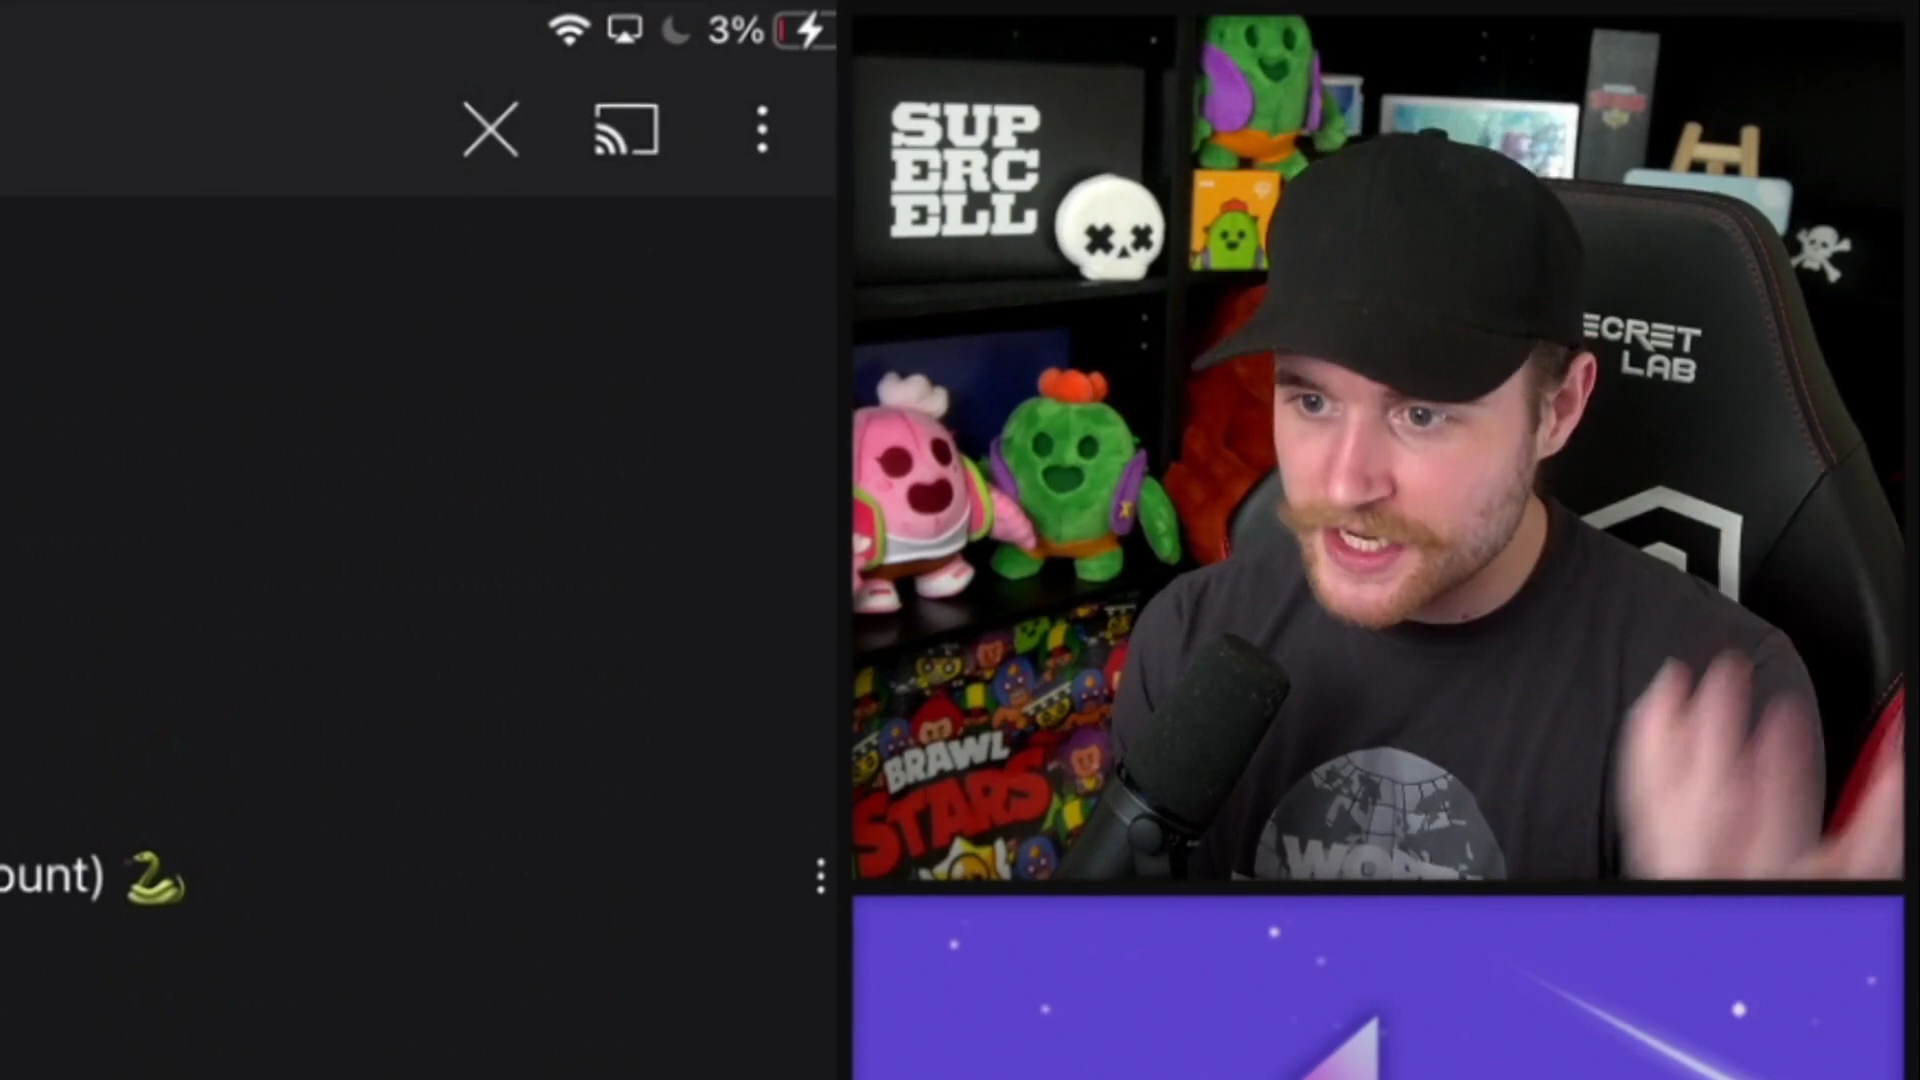 3%
SUP
ERC
ELL
ECRET
LAB
BRAWL
STARS
ount) 🐍